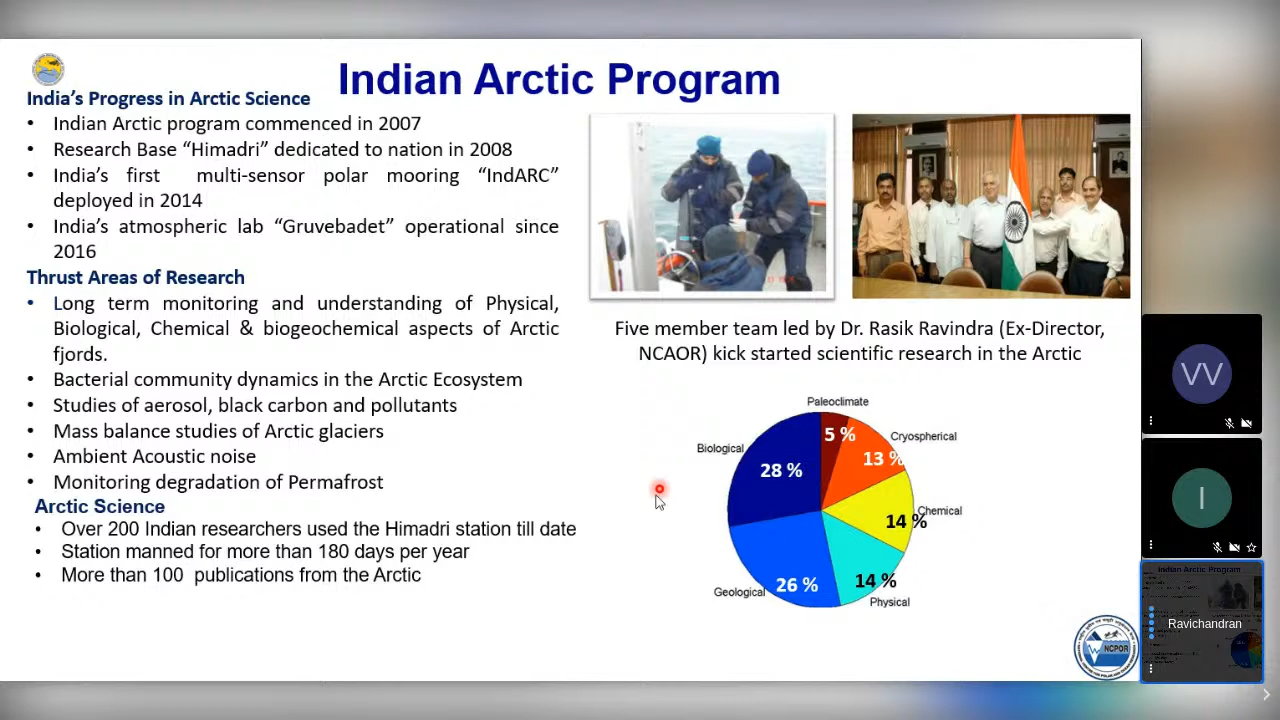 Indian Arctic Program
India's Progress in Arctic Science
• Indian Arctic program commenced in 2007
• Research Base “Himadri” dedicated to nation in 2008
• India's first multi-sensor polar mooring “IndARC”
deployed in 2014
• India's atmospheric lab “Gruvebadet” operational since
2016
Thrust Areas of Research
• Long term monitoring and understanding of Physical,
Biological, Chemical & biogeochemical aspects of Arctic
fjords.
• Bacterial community dynamics in the Arctic Ecosystem
• Studies of aerosol, black carbon and pollutants
• Mass balance studies of Arctic glaciers
• Ambient Acoustic noise
• Monitoring degradation of Permafrost
Arctic Science
• Over 200 Indian researchers used the Himadri station till date
• Station manned for more than 180 days per year
• More than 100 publications from the Arctic
Five member team led by Dr. Rasik Ravindra (Ex-Director,
NCAOR) kick started scientific research in the Arctic
Paleoclimate
5 %
Cryospherical
13 %
Biological
28 %
Chemical
14 %
Geological
26 %
14 %
Physical
NCPOR
VV
I
Indian Arctic Program
Ravichandran